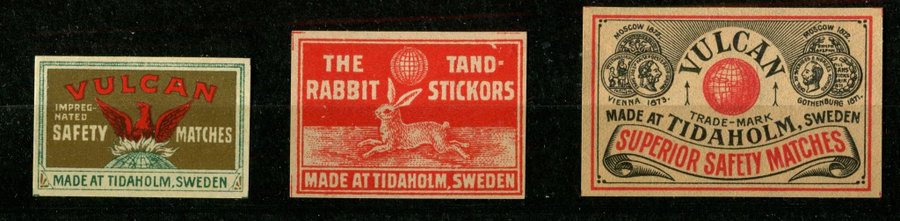 VULCAN
IMPREG-
NATED
SAFETY MATCHES
MADE AT TIDAHOLM, SWEDEN
THE TAND-
RABBIT STICKORS
MADE AT TIDAHOLM, SWEDEN
MOSCOW 1872.
MOSCOW 1872.
VULCAN
VIENNA 1873.
GOTHENBURG 1871.
TRADE-MARK
MADE AT TIDAHOLM, SWEDEN
SUPERIOR SAFETY MATCHES